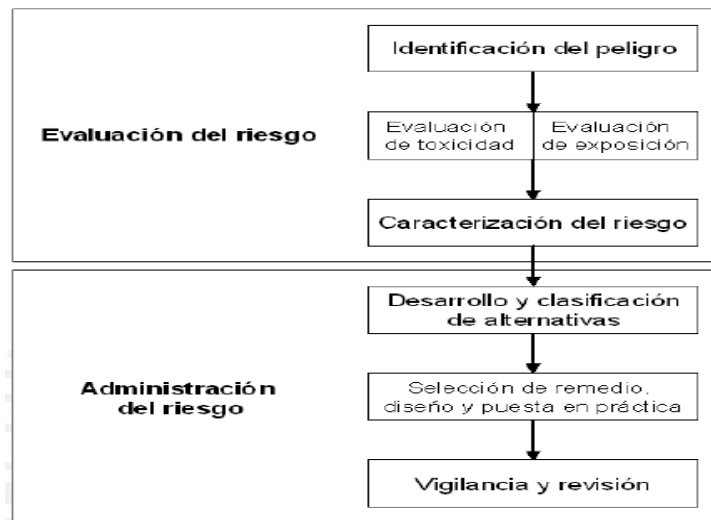 Identificación del peligro
Evaluación del riesgo
Evaluación
de toxicidad
Evaluación
de exposición
Caracterización del riesgo
Desarrollo y clasificación
de alternativas
Administración
del riesgo
Selección de remedio,
diseño y puesta en práctica
Vigilancia y revisión